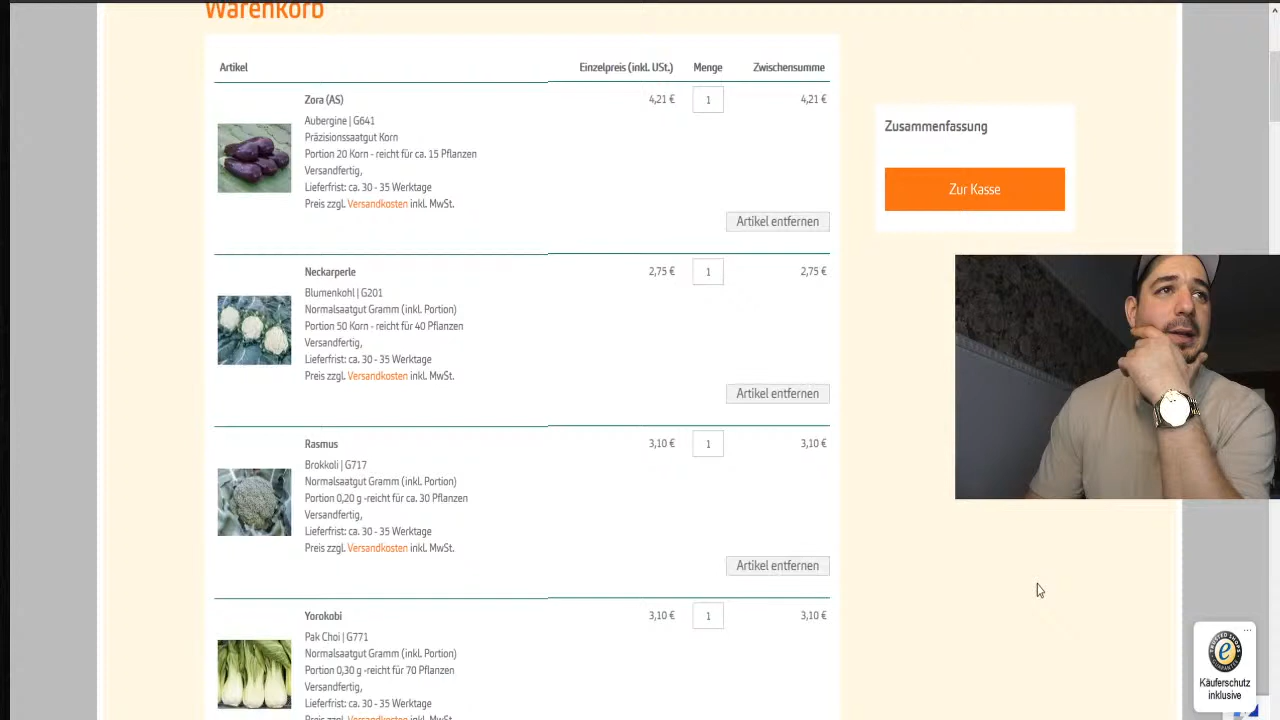 Warenkorb
Artikel Einzelpreis (inkl. USt.) Menge Zwischensumme
Zora (AS) 4,21 € 1 4,21 €
Aubergine | G641
Präzisionssaatgut Korn
Portion 20 Korn - reicht für ca. 15 Pflanzen
Versandfertig,
Lieferfrist: ca. 30 - 35 Werktage
Preis zzgl. Versandkosten inkl. MwSt.
Artikel entfernen
Neckarperle 2,75 € 1 2,75 €
Blumenkohl | G201
Normalsaatgut Gramm (inkl. Portion)
Portion 50 Korn - reicht für 40 Pflanzen
Versandfertig,
Lieferfrist: ca. 30 - 35 Werktage
Preis zzgl. Versandkosten inkl. MwSt.
Artikel entfernen
Rasmus 3,10 € 1 3,10 €
Brokkoli | G717
Normalsaatgut Gramm (inkl. Portion)
Portion 0,20 g -reicht für ca. 30 Pflanzen
Versandfertig,
Lieferfrist: ca. 30 - 35 Werktage
Preis zzgl. Versandkosten inkl. MwSt.
Artikel entfernen
Yorokobi 3,10 € 1 3,10 €
Pak Choi | G771
Normalsaatgut Gramm (inkl. Portion)
Portion 0,30 g -reicht für 70 Pflanzen
Versandfertig,
Lieferfrist: ca. 30 - 35 Werktage
Preis zzgl. Versandkosten inkl. MwSt.
Zusammenfassung
Zur Kasse
Käuferschutz
inklusive